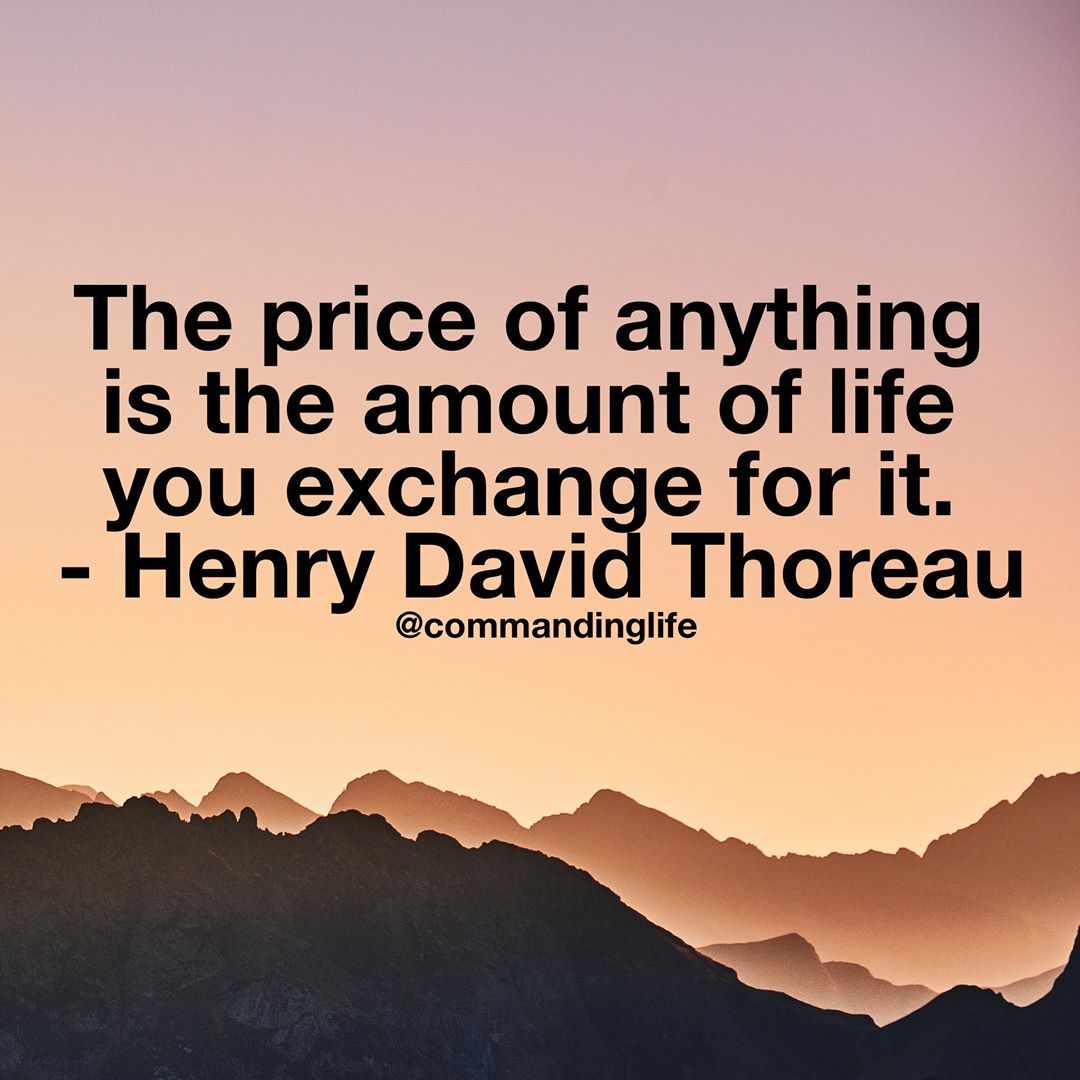 The price of anything
is the amount of life
you exchange for it.
- Henry David Thoreau
@commandinglife